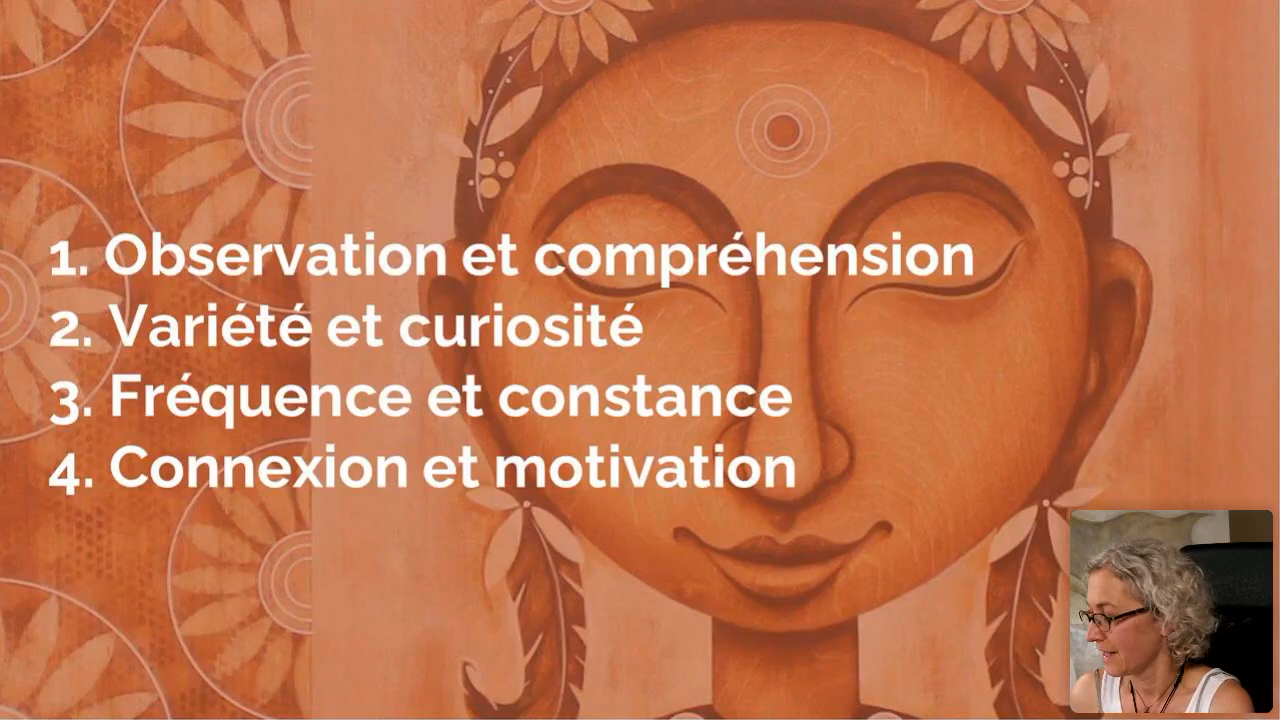 1. Observation et compréhension
2. Variété et curiosité
3. Fréquence et constance
4. Connexion et motivation